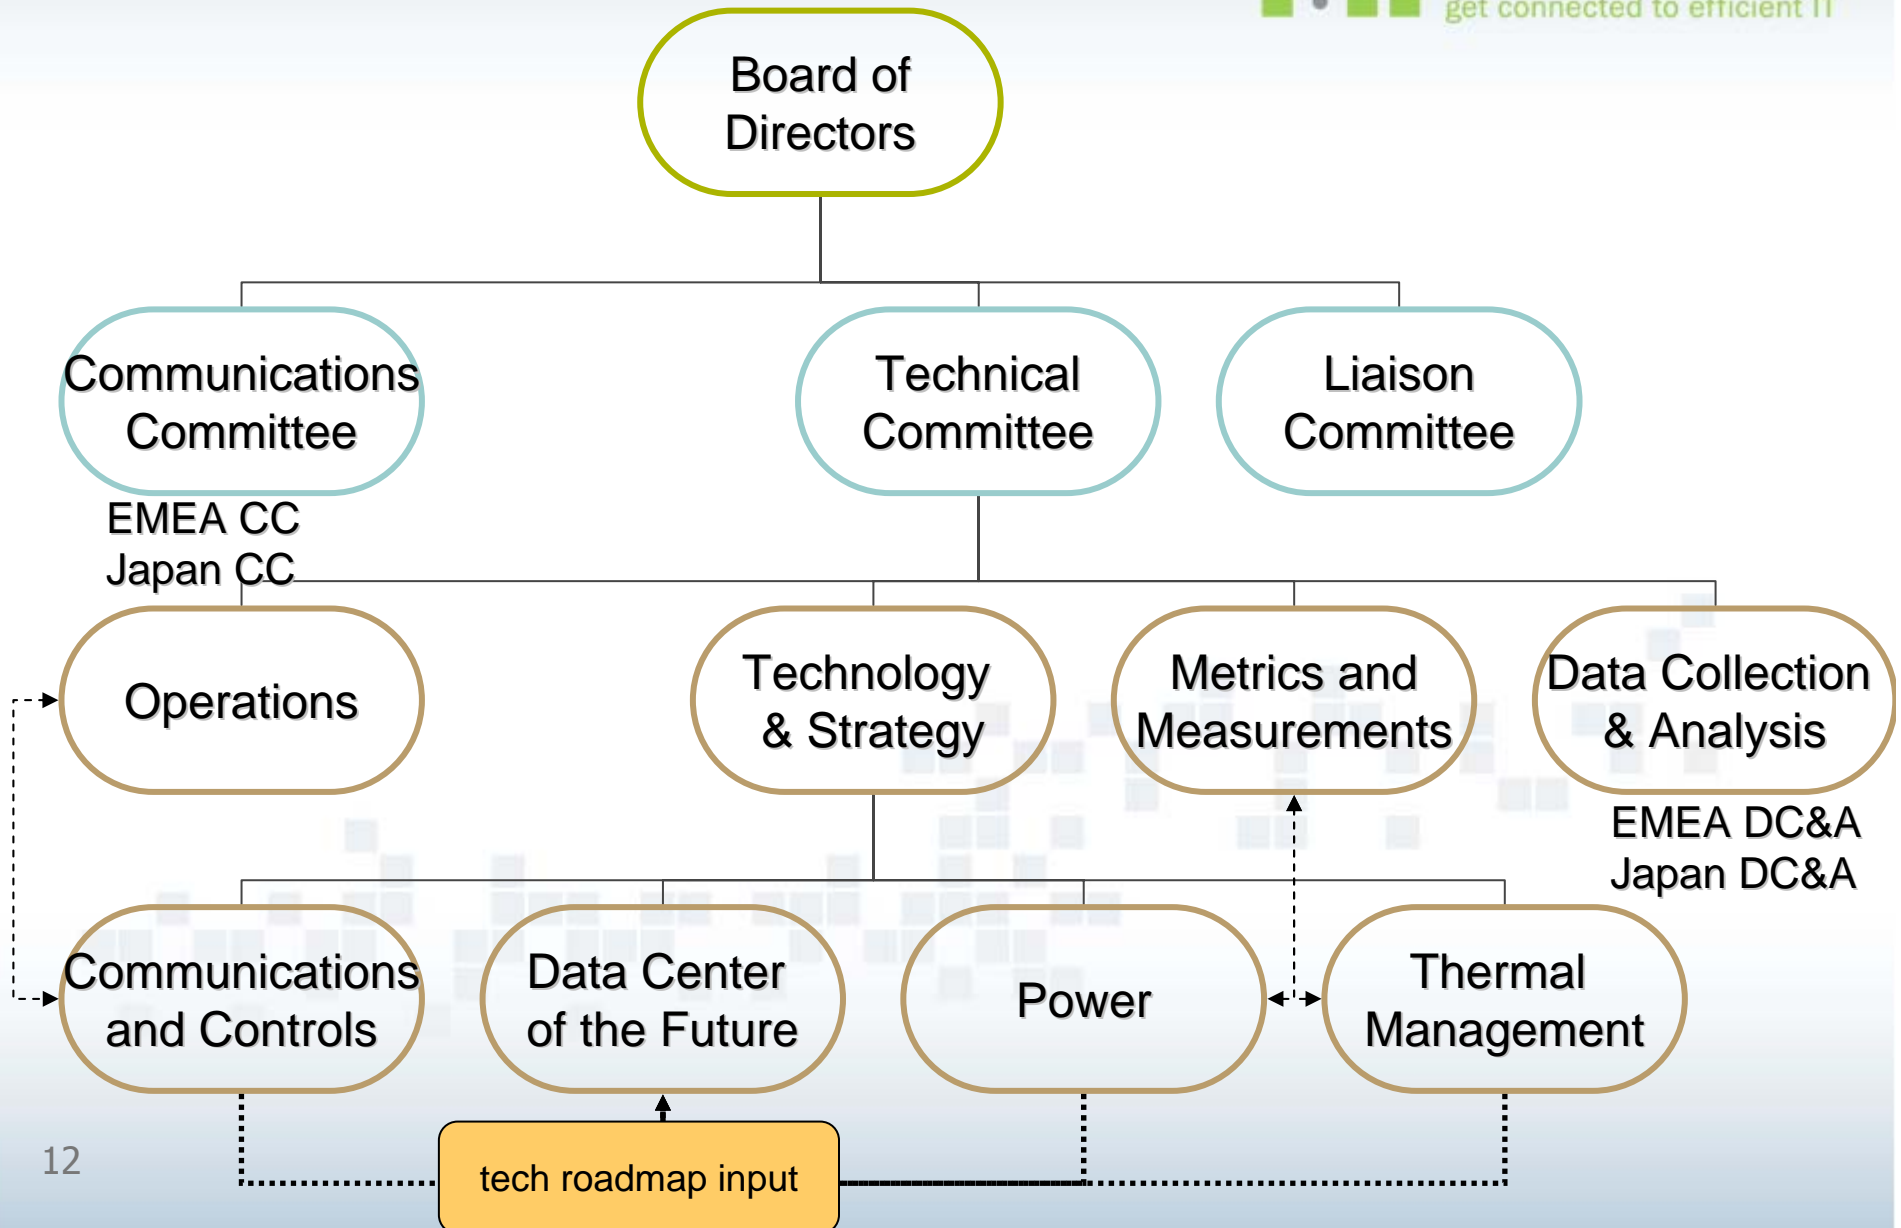 get connected to efficient IT
Board of
Directors
Communications
Committee
Technical
Committee
Liaison
Committee
EMEA CC
Japan CC
Operations
Technology
& Strategy
Metrics and
Measurements
Data Collection
& Analysis
EMEA DC&A
Japan DC&A
Communications
and Controls
Data Center
of the Future
Power
Thermal
Management
tech roadmap input
12